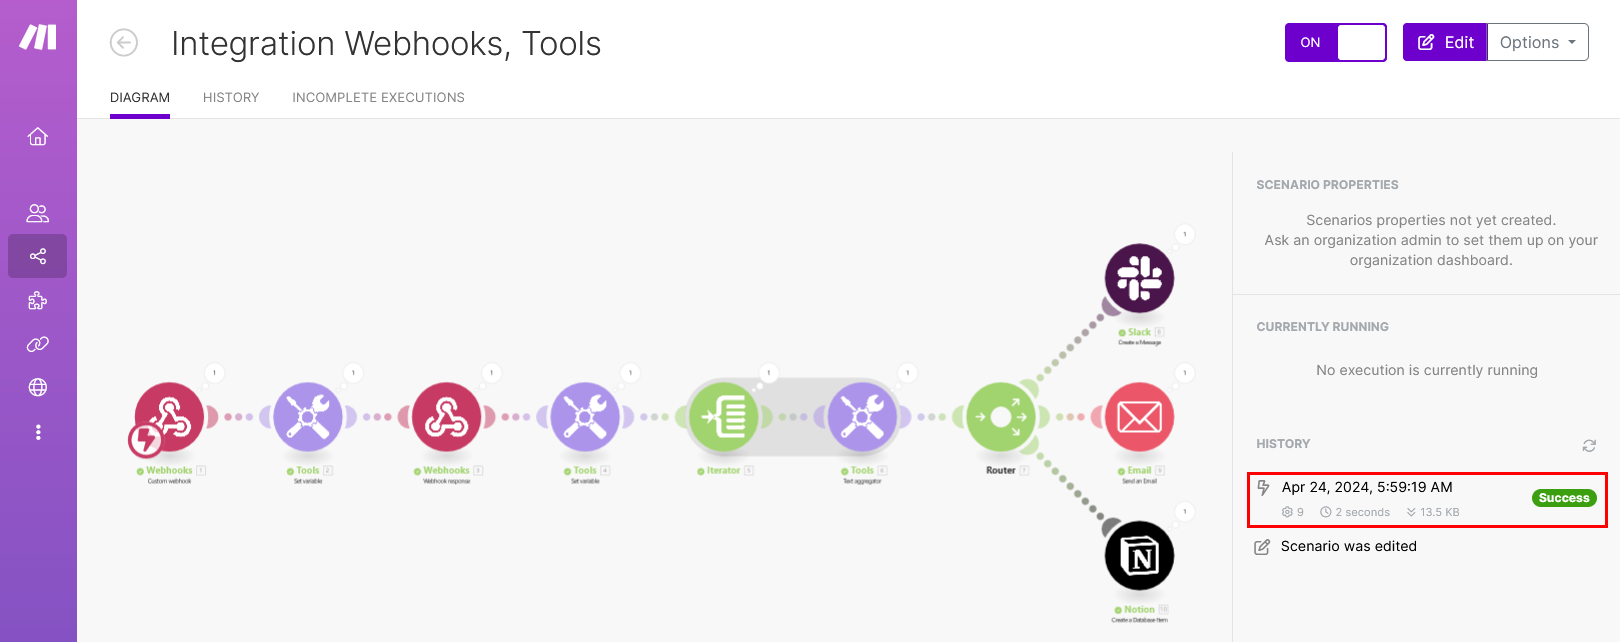 Integration Webhooks, Tools
ON
Edit
Options
DIAGRAM
HISTORY
INCOMPLETE EXECUTIONS
SCENARIO PROPERTIES
Scenarios properties not yet created.
Ask an organization admin to set them up on your
organization dashboard.
CURRENTLY RUNNING
No execution is currently running
HISTORY
Apr 24, 2024, 5:59:19 AM
Success
9
2 seconds
13.5 KB
Scenario was edited
1
Slack 8
Create a Message
1
1
1
1
1
1
1
Webhooks 1
Custom webhook
Tools 2
Set variable
Webhooks 3
Webhook response
Tools 4
Set variable
Iterator 5
Tools 6
Text aggregator
Router 7
Email 9
Send an Email
1
N
Notion 10
Create a Database Item